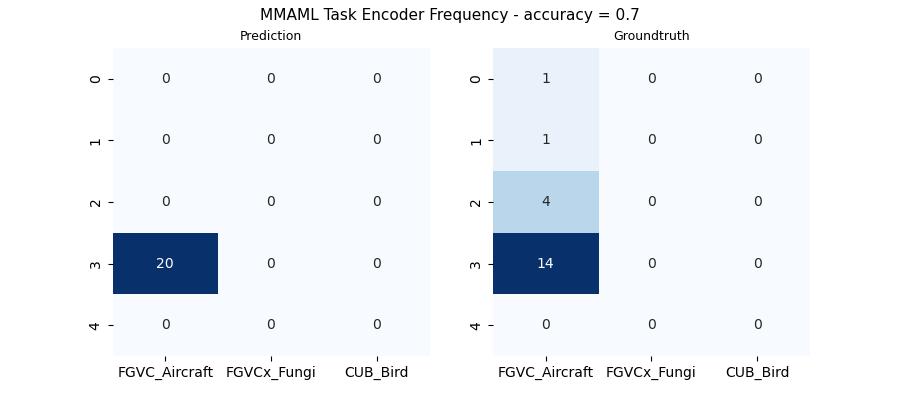 MMAML Task Encoder Frequency - accuracy = 0.7
Prediction
0 0 0 0
1 0 0 0
2 0 0 0
3 20 0 0
4 0 0 0
FGVC_Aircraft FGVCx_Fungi CUB_Bird
Groundtruth
0 1 0 0
1 1 0 0
2 4 0 0
3 14 0 0
4 0 0 0
FGVC_Aircraft FGVCx_Fungi CUB_Bird